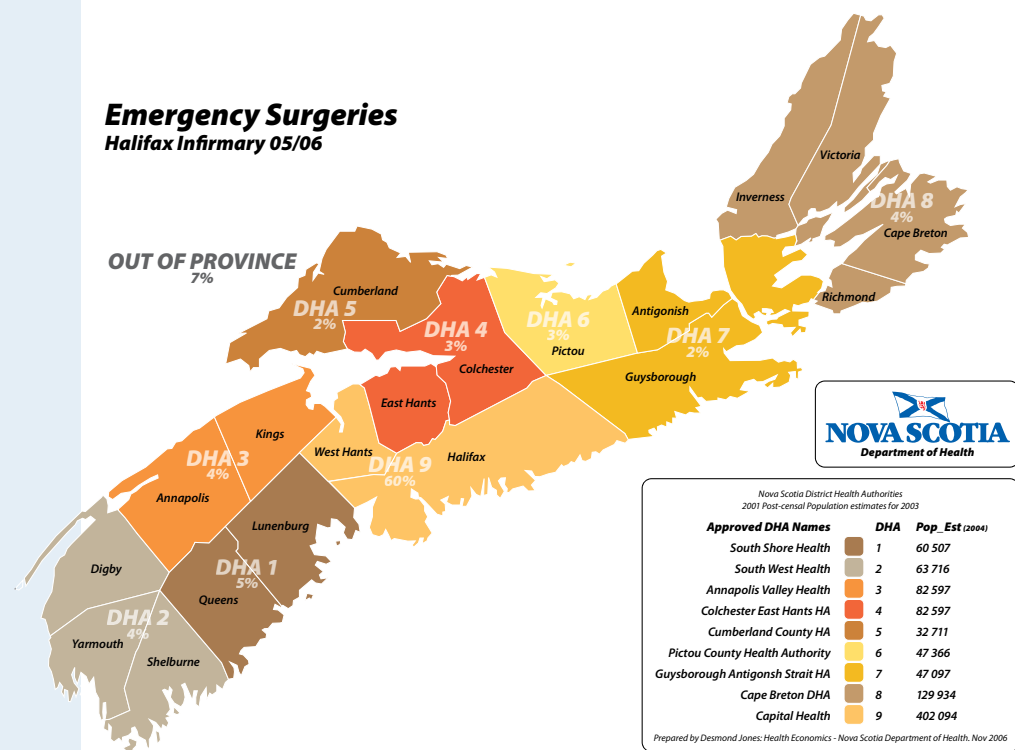 Emergency Surgeries
Halifax Infirmary 05/06
OUT OF PROVINCE
7%
Victoria
Inverness
DHA 8
4%
Cape Breton
Richmond
Cumberland
DHA 5
2%
DHA 4
3%
Colchester
East Hants
DHA 6
3%
Pictou
Antigonish
DHA 7
2%
Guysborough
Kings
DHA 3
4%
Annapolis
West Hants
DHA 9
60%
Halifax
Lunenburg
DHA 1
5%
Queens
Digby
DHA 2
4%
Yarmouth
Shelburne
NOVA SCOTIA
Department of Health
Nova Scotia District Health Authorities
2001 Post-censal Population estimates for 2003
Approved DHA Names DHA Pop_Est (2004)
South Shore Health 1 60 507
South West Health 2 63 716
Annapolis Valley Health 3 82 597
Colchester East Hants HA 4 82 597
Cumberland County HA 5 32 711
Pictou County Health Authority 6 47 366
Guysborough Antigonsh Strait HA 7 47 097
Cape Breton DHA 8 129 934
Capital Health 9 402 094
Prepared by Desmond Jones: Health Economics - Nova Scotia Department of Health. Nov 2006